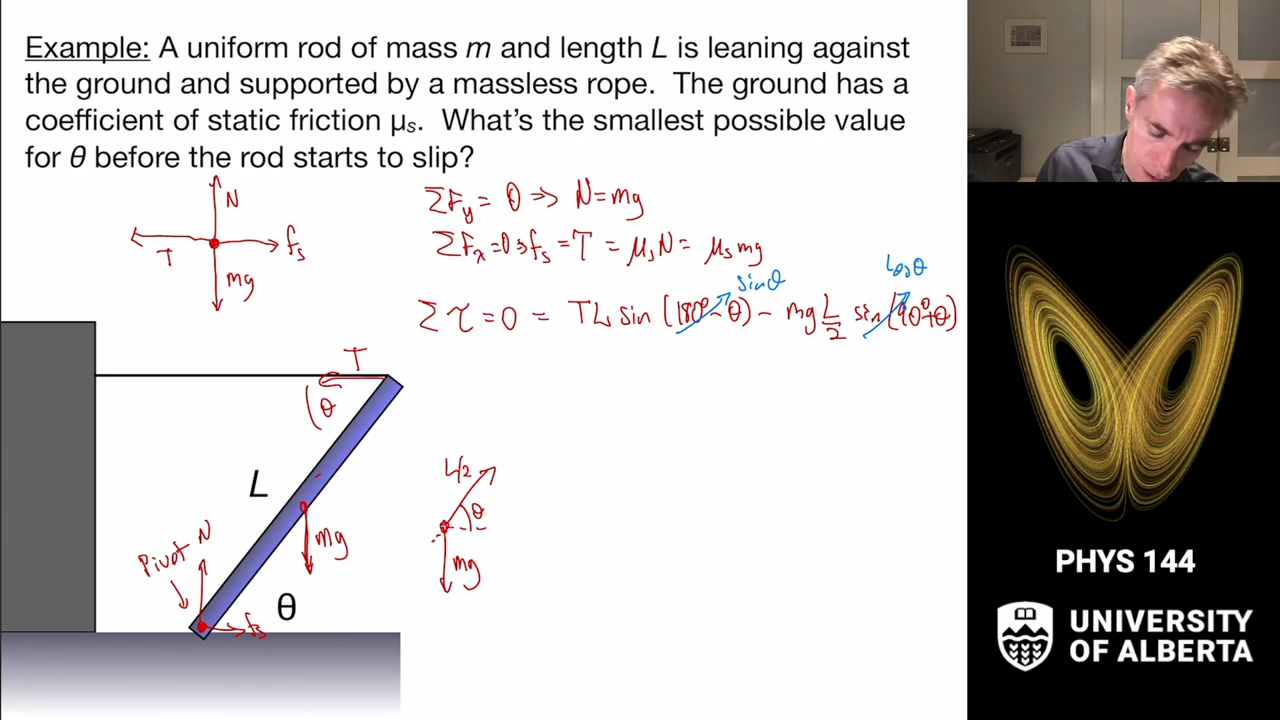 Example: A uniform rod of mass m and length L is leaning against
the ground and supported by a massless rope. The ground has a
coefficient of static friction μs. What's the smallest possible value
for θ before the rod starts to slip?
N
T
fs
mg
ΣFy = 0 ⇒ N = mg
ΣFx = 0 ⇒ fs = T = μsN = μsmg
sinθ
cosθ
Στ = 0 = TL sin (180° - θ) - mg L/2 sin (90°+θ)
T
θ
L
L/2
θ
Pivot
N
mg
mg
θ
fs
PHYS 144
UNIVERSITY
OF ALBERTA